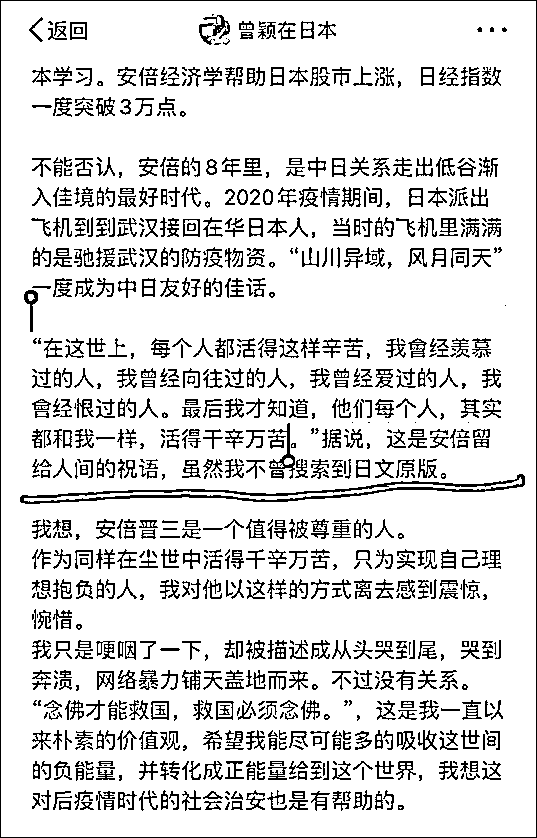 返回
曾颖在日本
本学习。安倍经济学帮助日本股市上涨，日经指数
一度突破3万点。
不能否认，安倍的8年里，是中日关系走出低谷渐
入佳境的最好时代。2020年疫情期间，日本派出
飞机到到武汉接回在华日本人，当时的飞机里满满
的是驰援武汉的防疫物资。“山川异域，风月同天”
一度成为中日友好的佳话。
“在这世上，每个人都活得这样辛苦，我曾经羡慕
过的人，我曾经向往过的人，我曾经爱过的人，我
曾经恨过的人。最后我才知道，他们每个人，其实
都和我一样，活得千辛万苦。”据说，这是安倍留
给人间的祝语，虽然我不曾搜索到日文原版。
我想，安倍晋三是一个值得被尊重的人。
作为同样在尘世中活得千辛万苦，只为实现自己理
想抱负的人，我对他以这样的方式离去感到震惊，
惋惜。
我只是哽咽了一下，却被描述成从头哭到尾，哭到
奔溃，网络暴力铺天盖地而来。不过没有关系。
“念佛才能救国，救国必须念佛。”，这是我一直以
来朴素的价值观，希望我能尽可能多的吸收这世间
的负能量，并转化成正能量给到这个世界，我想这
对后疫情时代的社会治安也是有帮助的。